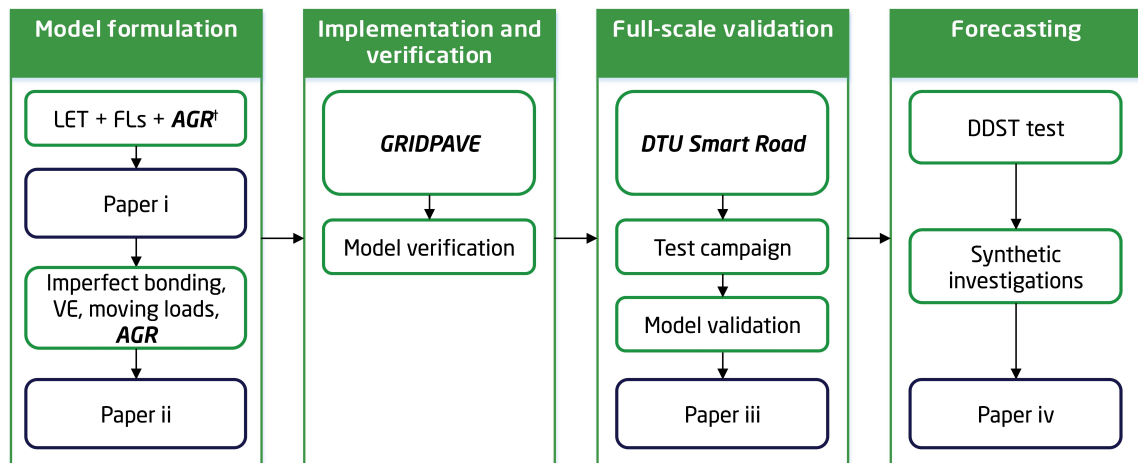 Model formulation
LET + FLs + AGR†
Paper i
Imperfect bonding,
VE, moving loads,
AGR
Paper ii
Implementation and
verification
GRIDPAVE
Model verification
Full-scale validation
DTU Smart Road
Test campaign
Model validation
Paper iii
Forecasting
DDST test
Synthetic
investigations
Paper iv